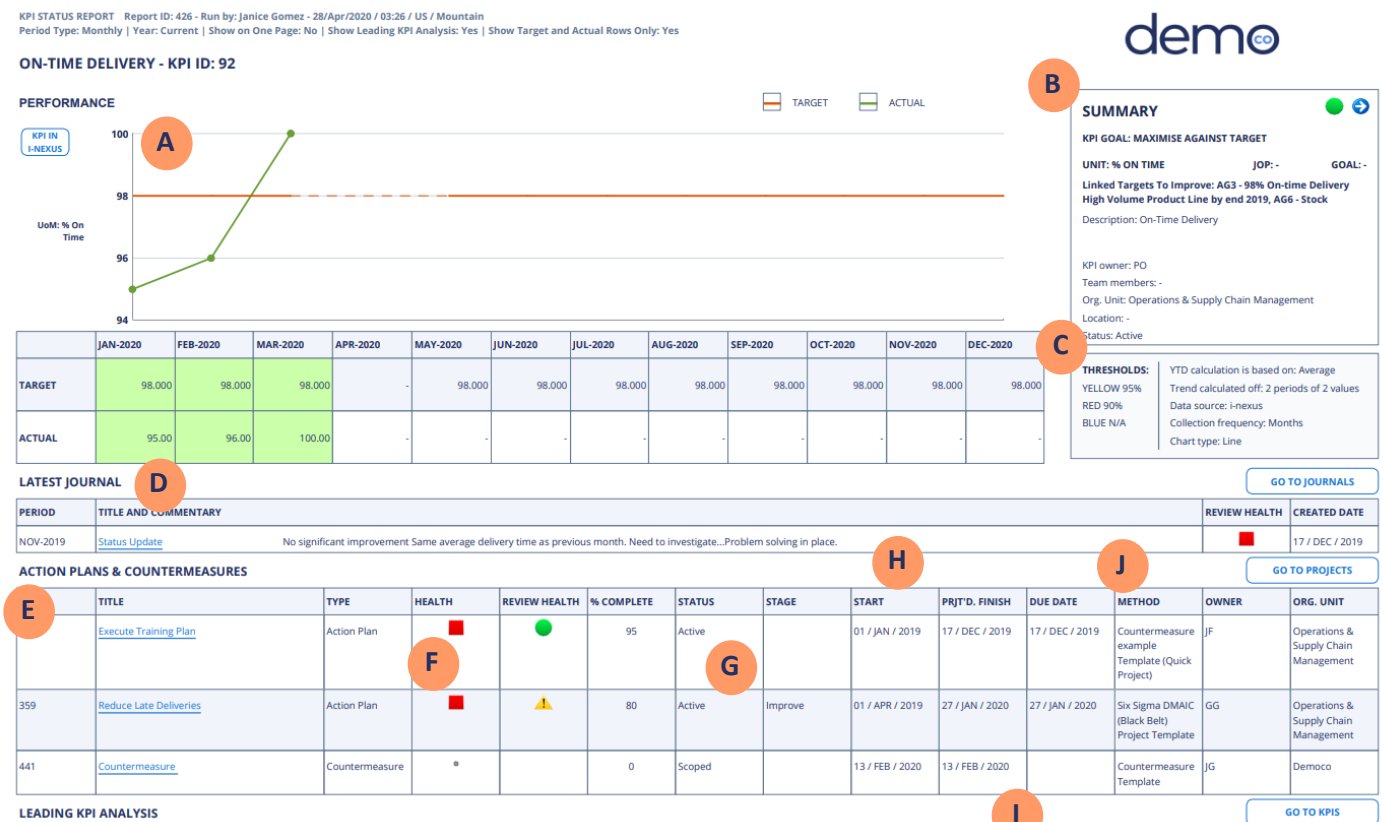 KPI STATUS REPORT Report ID: 426 - Run by: Janice Gomez - 28/Apr/2020 / 03:26 / US / Mountain
Period Type: Monthly | Year: Current | Show on One Page: No | Show Leading KPI Analysis: Yes | Show Target and Actual Rows Only: Yes
demo co
ON-TIME DELIVERY - KPI ID: 92
PERFORMANCE
TARGET ACTUAL
KPI IN
I-NEXUS
A
100
98
96
94
UoM: % On
Time
B
SUMMARY
KPI GOAL: MAXIMISE AGAINST TARGET
UNIT: % ON TIME JOP: - GOAL: -
Linked Targets To Improve: AG3 - 98% On-time Delivery
High Volume Product Line by end 2019, AG6 - Stock
Description: On-Time Delivery
KPI owner: PO
Team members: -
Org. Unit: Operations & Supply Chain Management
Location: -
Status: Active
C
JAN-2020 FEB-2020 MAR-2020 APR-2020 MAY-2020 JUN-2020 JUL-2020 AUG-2020 SEP-2020 OCT-2020 NOV-2020 DEC-2020
TARGET 98.000 98.000 98.000 - 98.000 98.000 98.000 98.000 98.000 98.000 98.000 98.000
ACTUAL 95.00 96.00 100.00 - - - - - - - - -
THRESHOLDS: YTD calculation is based on: Average
YELLOW 95% Trend calculated off: 2 periods of 2 values
RED 90% Data source: i-nexus
BLUE N/A Collection frequency: Months
Chart type: Line
LATEST JOURNAL D GO TO JOURNALS
PERIOD TITLE AND COMMENTARY REVIEW HEALTH CREATED DATE
NOV-2019 Status Update No significant improvement Same average delivery time as previous month. Need to investigate...Problem solving in place. 17 / DEC / 2019
ACTION PLANS & COUNTERMEASURES H J GO TO PROJECTS
E TITLE TYPE HEALTH REVIEW HEALTH % COMPLETE STATUS STAGE START PRJT'D. FINISH DUE DATE METHOD OWNER ORG. UNIT
Execute Training Plan Action Plan 95 Active 01 / JAN / 2019 17 / DEC / 2019 17 / DEC / 2019 Countermeasure JF Operations &
example Supply Chain
Template (Quick Management
Project)
F G
359 Reduce Late Deliveries Action Plan 80 Active Improve 01 / APR / 2019 27 / JAN / 2020 27 / JAN / 2020 Six Sigma DMAIC GG Operations &
(Black Belt) Supply Chain
Project Template Management
441 Countermeasure Countermeasure 0 Scoped 13 / FEB / 2020 13 / FEB / 2020 Countermeasure JG Democo
Template
LEADING KPI ANALYSIS I GO TO KPIS